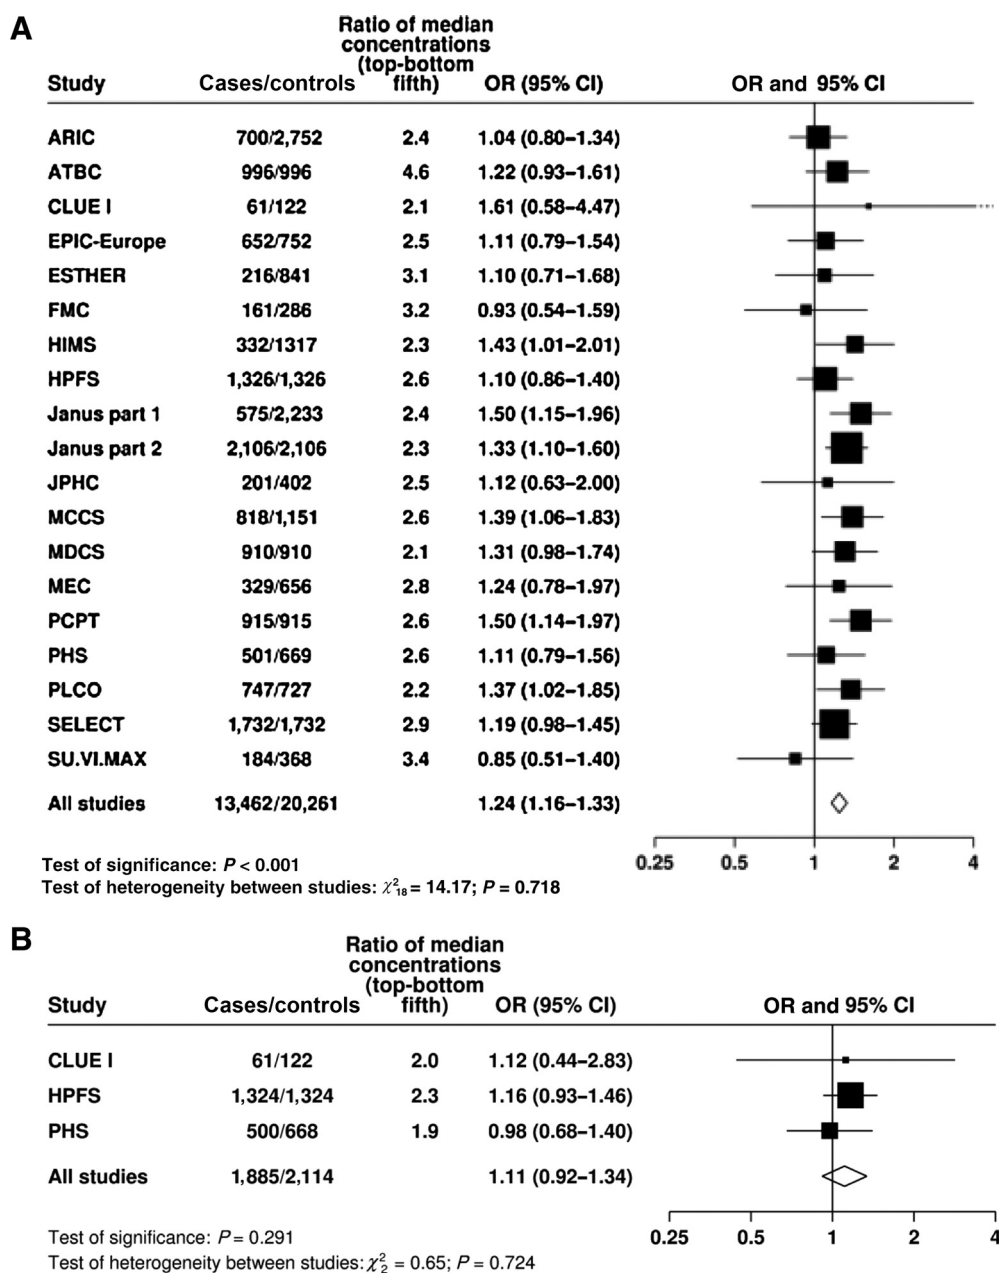 A
Ratio of median
concentrations
(top-bottom
Study Cases/controls fifth) OR (95% CI) OR and 95% CI
ARIC 700/2,752 2.4 1.04 (0.80–1.34)
ATBC 996/996 4.6 1.22 (0.93–1.61)
CLUE I 61/122 2.1 1.61 (0.58–4.47)
EPIC-Europe 652/752 2.5 1.11 (0.79–1.54)
ESTHER 216/841 3.1 1.10 (0.71–1.68)
FMC 161/286 3.2 0.93 (0.54–1.59)
HIMS 332/1317 2.3 1.43 (1.01–2.01)
HPFS 1,326/1,326 2.6 1.10 (0.86–1.40)
Janus part 1 575/2,233 2.4 1.50 (1.15–1.96)
Janus part 2 2,106/2,106 2.3 1.33 (1.10–1.60)
JPHC 201/402 2.5 1.12 (0.63–2.00)
MCCS 818/1,151 2.6 1.39 (1.06–1.83)
MDCS 910/910 2.1 1.31 (0.98–1.74)
MEC 329/656 2.8 1.24 (0.78–1.97)
PCPT 915/915 2.6 1.50 (1.14–1.97)
PHS 501/669 2.6 1.11 (0.79–1.56)
PLCO 747/727 2.2 1.37 (1.02–1.85)
SELECT 1,732/1,732 2.9 1.19 (0.98–1.45)
SU.VI.MAX 184/368 3.4 0.85 (0.51–1.40)
All studies 13,462/20,261 1.24 (1.16–1.33)
0.25 0.5 1 2 4
Test of significance: P < 0.001
Test of heterogeneity between studies: χ²₁₈ = 14.17; P = 0.718
B
Ratio of median
concentrations
(top-bottom
Study Cases/controls fifth) OR (95% CI) OR and 95% CI
CLUE I 61/122 2.0 1.12 (0.44–2.83)
HPFS 1,324/1,324 2.3 1.16 (0.93–1.46)
PHS 500/668 1.9 0.98 (0.68–1.40)
All studies 1,885/2,114 1.11 (0.92–1.34)
0.25 0.5 1 2 4
Test of significance: P = 0.291
Test of heterogeneity between studies: χ²₂ = 0.65; P = 0.724